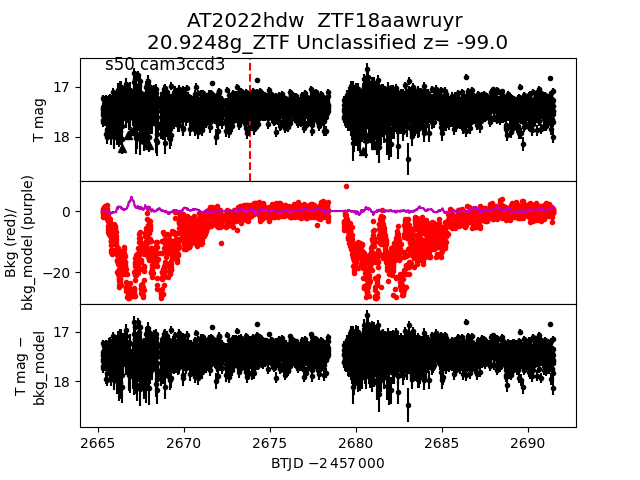 AT2022hdw  ZTF18aawruyr
20.9248g_ZTF Unclassified z= -99.0
s50 cam3ccd3
17
18
T mag
0
−20
Bkg (red)/
bkg_model (purple)
17
18
T mag −
bkg_model
2665 2670 2675 2680 2685 2690
BTJD −2 457 000